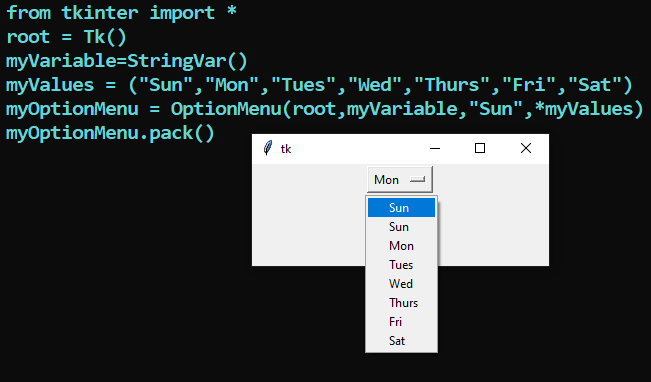 from tkinter import *
root = Tk()
myVariable=StringVar()
myValues = ("Sun","Mon","Tues","Wed","Thurs","Fri","Sat")
myOptionMenu = OptionMenu(root,myVariable,"Sun",*myValues)
myOptionMenu.pack()
tk
Mon
Sun
Sun
Mon
Tues
Wed
Thurs
Fri
Sat